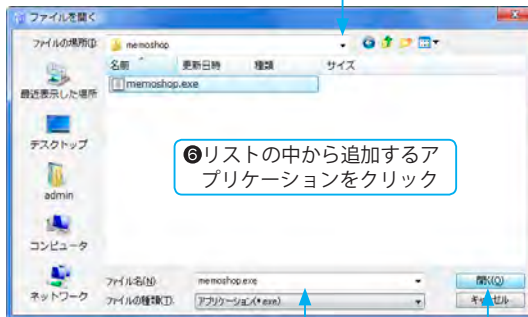 ファイルを開く
ファイルの場所(I):
memoshop
名前
更新日時
種類
サイズ
memoshop.exe
最近表示した場所
デスクトップ
❻リストの中から追加するア
プリケーションをクリック
admin
コンピュータ
ネットワーク
ファイル名(N):
memoshop.exe
開く(O)
ファイルの種類(T):
アプリケーション(*.exe)
キャンセル